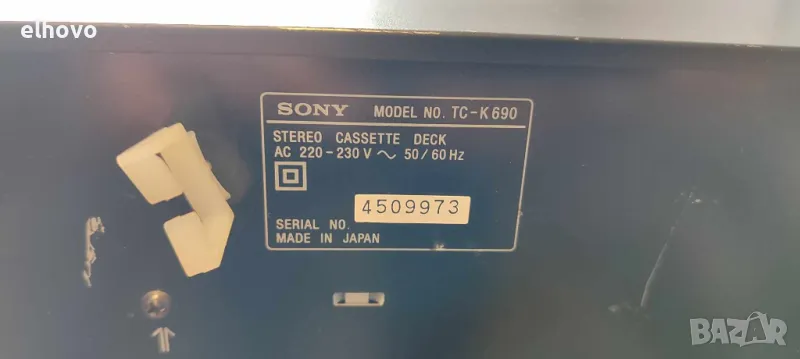 elhovo
SONY MODEL NO. TC-K690
STEREO CASSETTE DECK
AC 220-230 V ~ 50/60 Hz
4509973
SERIAL NO.
MADE IN JAPAN
BAZAR